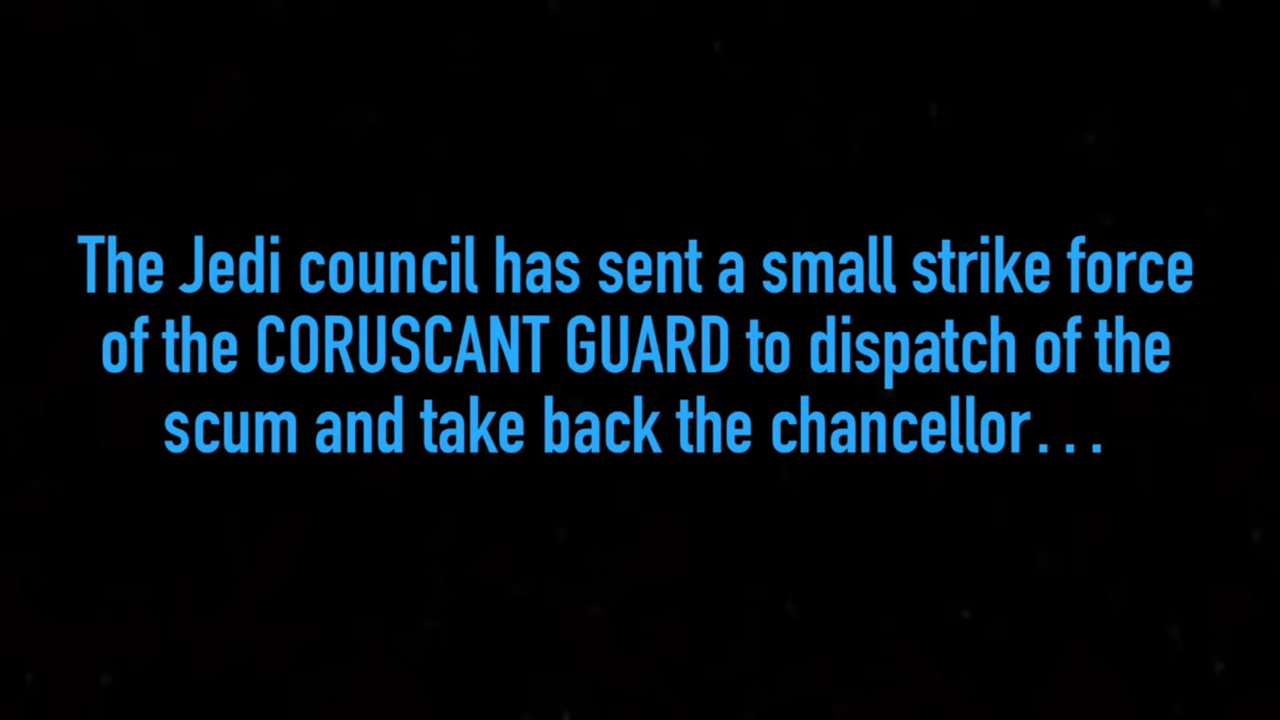 The Jedi council has sent a small strike force
of the CORUSCANT GUARD to dispatch of the
scum and take back the chancellor...